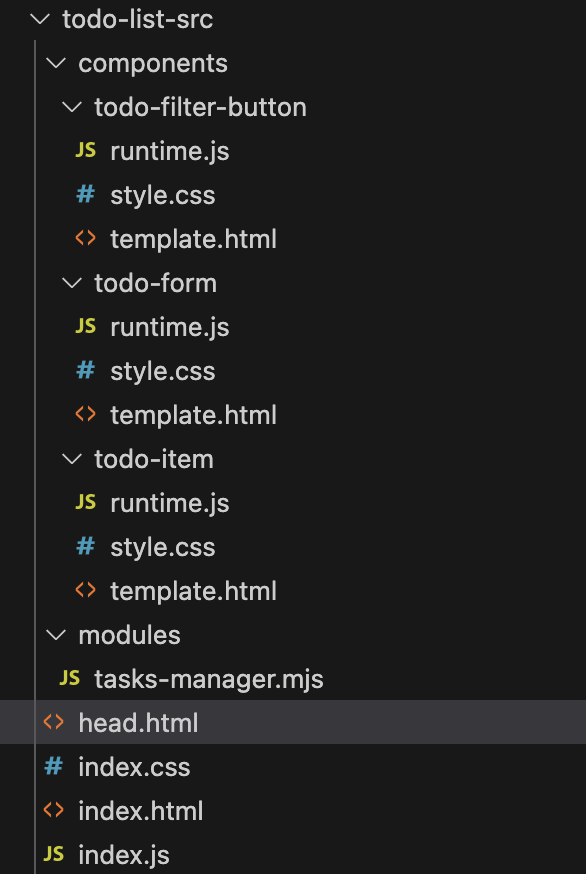 todo-list-src
components
todo-filter-button
JS runtime.js
# style.css
<> template.html
todo-form
JS runtime.js
# style.css
<> template.html
todo-item
JS runtime.js
# style.css
<> template.html
modules
JS tasks-manager.mjs
<> head.html
# index.css
<> index.html
JS index.js